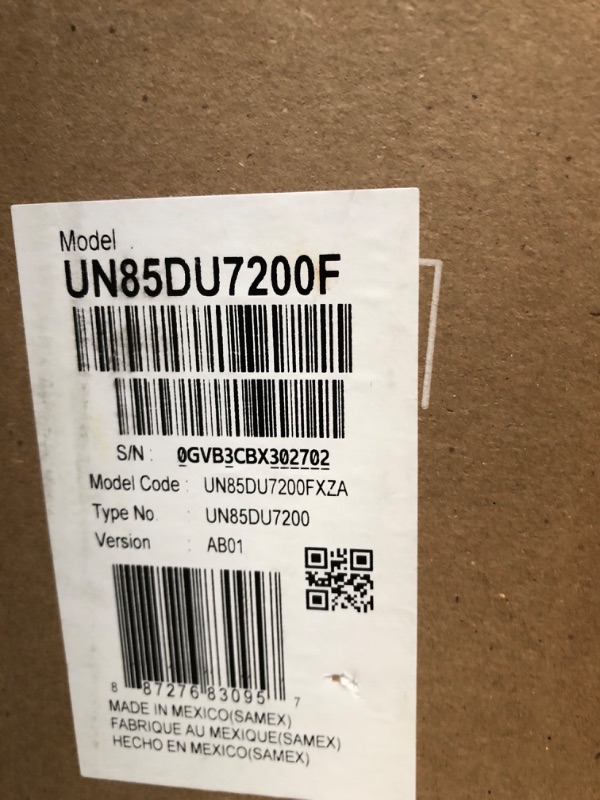 Model
UN85DU7200F
S/N : 0GVB3CBX302702
Model Code : UN85DU7200FXZA
Type No : UN85DU7200
Version : AB01
8 87276 83095 7
MADE IN MEXICO(SAMEX)
FABRIQUE AU MEXIQUE(SAMEX)
HECHO EN MEXICO(SAMEX)